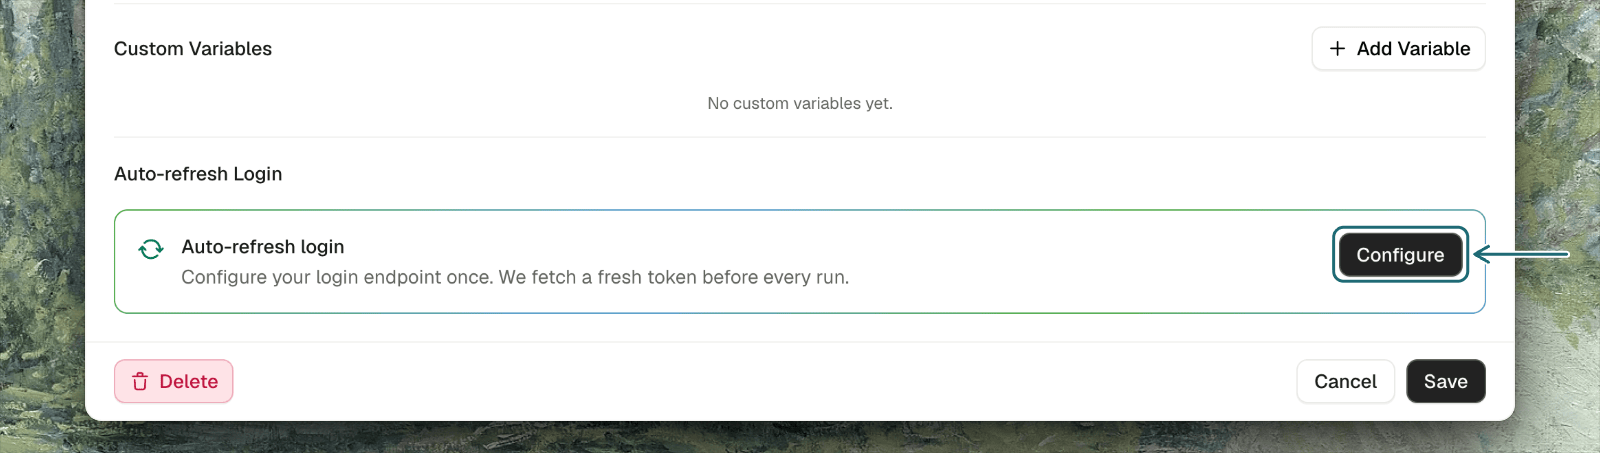 Custom Variables
+ Add Variable
No custom variables yet.
Auto-refresh Login
Auto-refresh login
Configure your login endpoint once. We fetch a fresh token before every run.
Configure
Delete
Cancel
Save